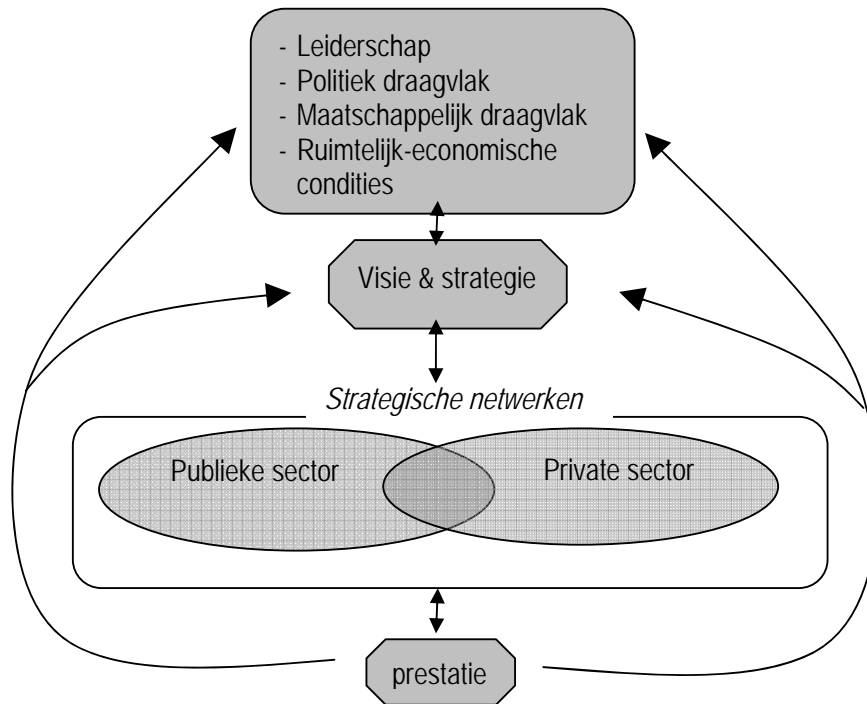 - Leiderschap
- Politiek draagvlak
- Maatschappelijk draagvlak
- Ruimtelijk-economische
condities
Visie & strategie
Strategische netwerken
Publieke sector
Private sector
prestatie